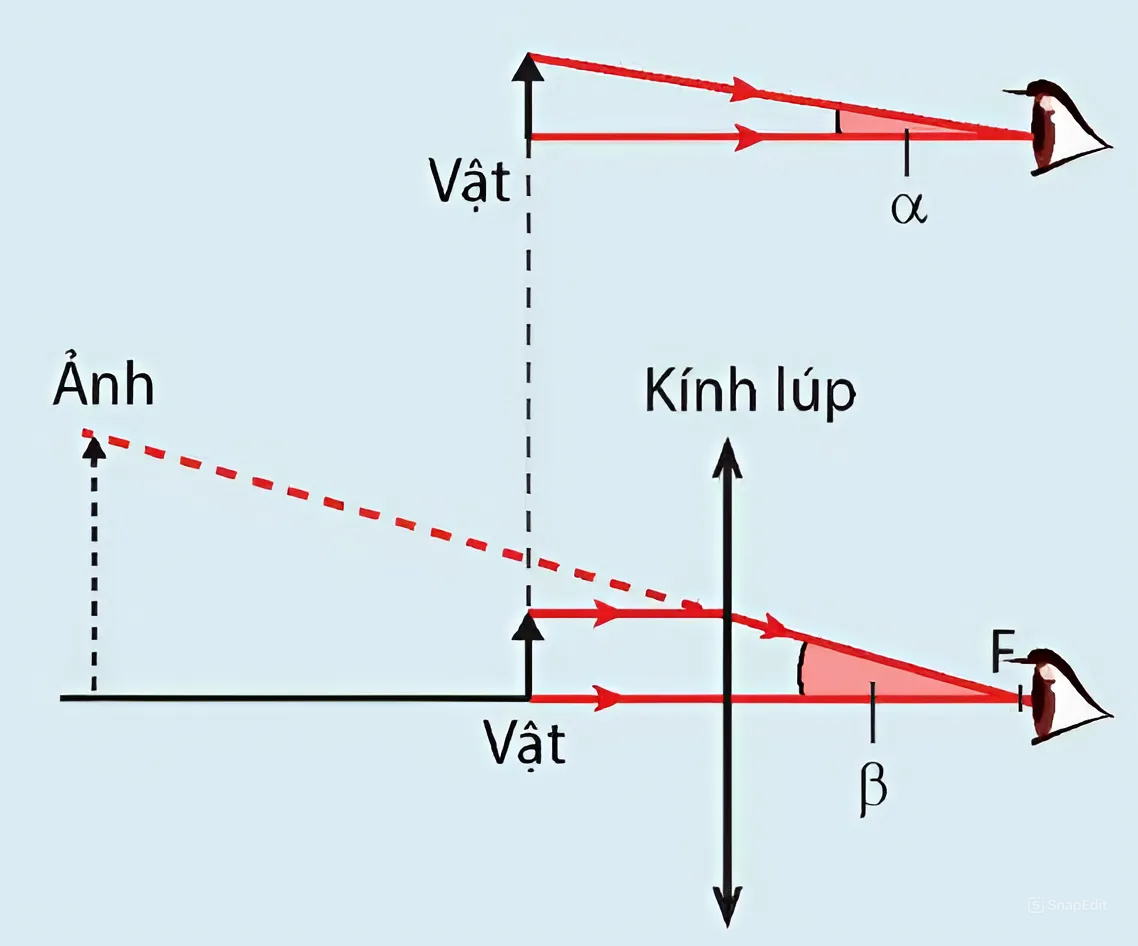 Vật
α
Ảnh
Kính lúp
F
Vật
β
SnapEdit